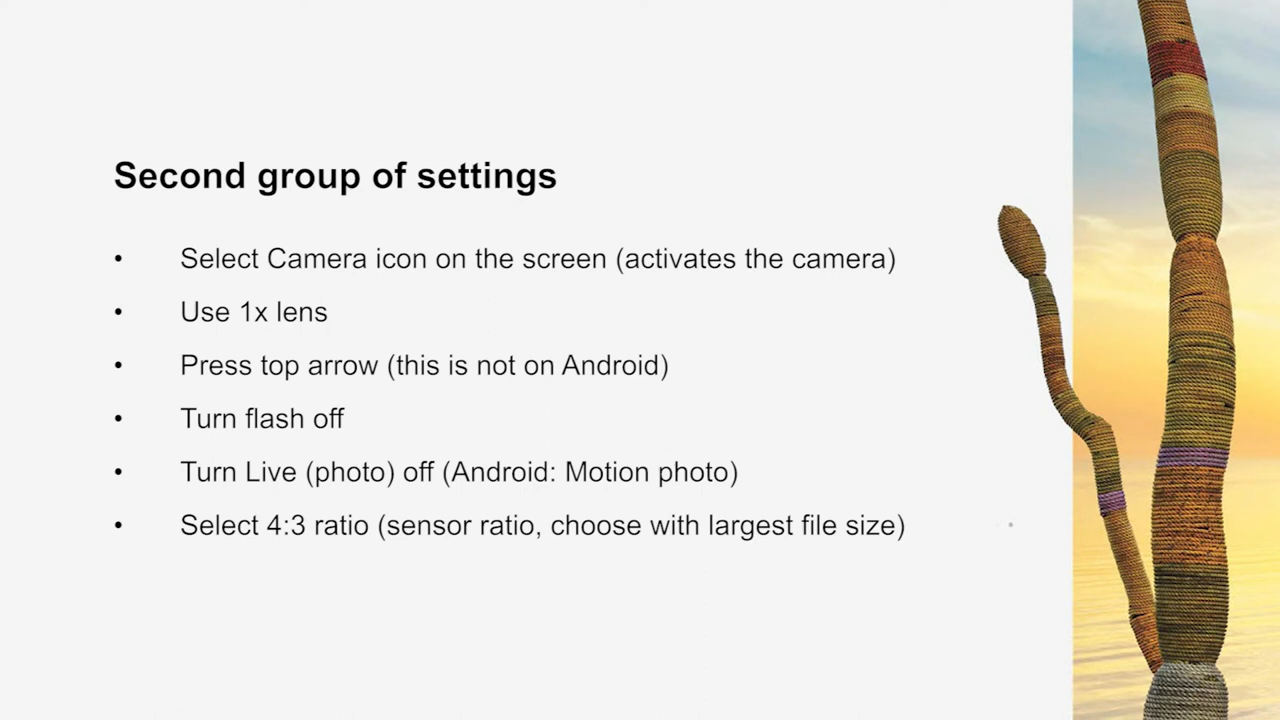 Second group of settings
• Select Camera icon on the screen (activates the camera)
• Use 1x lens
• Press top arrow (this is not on Android)
• Turn flash off
• Turn Live (photo) off (Android: Motion photo)
• Select 4:3 ratio (sensor ratio, choose with largest file size)